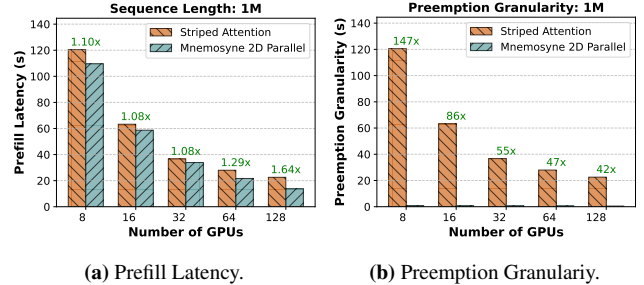 Sequence Length: 1M
Prefill Latency (s)
140
120
100
80
60
40
20
0
Striped Attention
Mnemosyne 2D Parallel
1.10x
1.08x
1.08x
1.29x
1.64x
8 16 32 64 128
Number of GPUs
(a) Prefill Latency.
Preemption Granularity: 1M
Preemption Granularity (s)
140
120
100
80
60
40
20
0
Striped Attention
Mnemosyne 2D Parallel
147x
86x
55x
47x
42x
8 16 32 64 128
Number of GPUs
(b) Preemption Granulariy.